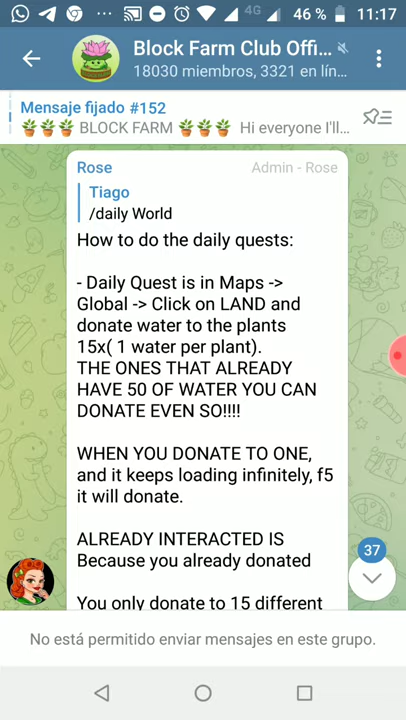 4G 46 % 11:17
Block Farm Club Offi...
18030 miembros, 3321 en lín...
Mensaje fijado #152
BLOCK FARM Hi everyone I'll...
Rose Admin - Rose
Tiago
/daily World
How to do the daily quests:
- Daily Quest is in Maps ->
Global -> Click on LAND and
donate water to the plants
15x( 1 water per plant).
THE ONES THAT ALREADY
HAVE 50 OF WATER YOU CAN
DONATE EVEN SO!!!!
WHEN YOU DONATE TO ONE,
and it keeps loading infinitely, f5
it will donate.
ALREADY INTERACTED IS
Because you already donated
You only donate to 15 different
37
No está permitido enviar mensajes en este grupo.